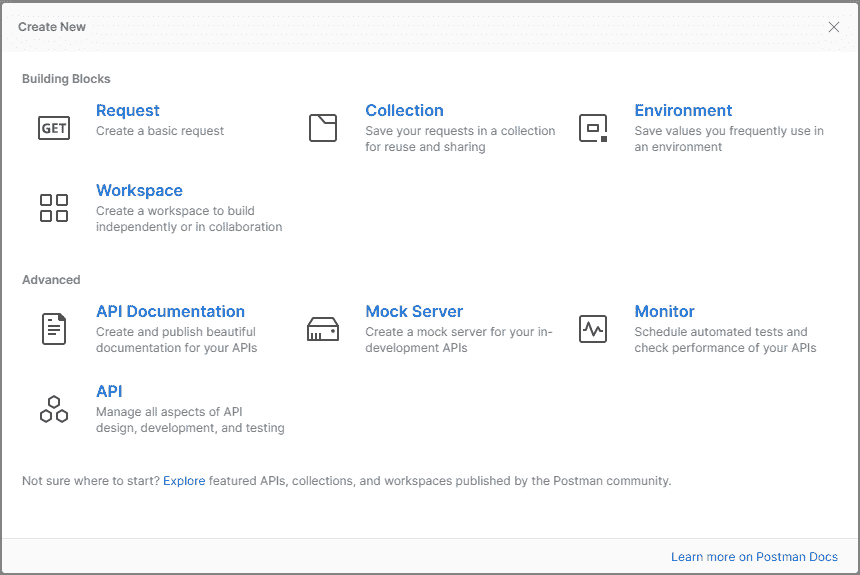 Create New
Building Blocks
GET
Request
Create a basic request
Collection
Save your requests in a collection
for reuse and sharing
Environment
Save values you frequently use in
an environment
Workspace
Create a workspace to build
independently or in collaboration
Advanced
API Documentation
Create and publish beautiful
documentation for your APIs
Mock Server
Create a mock server for your in-
development APIs
Monitor
Schedule automated tests and
check performance of your APIs
API
Manage all aspects of API
design, development, and testing
Not sure where to start? Explore featured APIs, collections, and workspaces published by the Postman community.
Learn more on Postman Docs